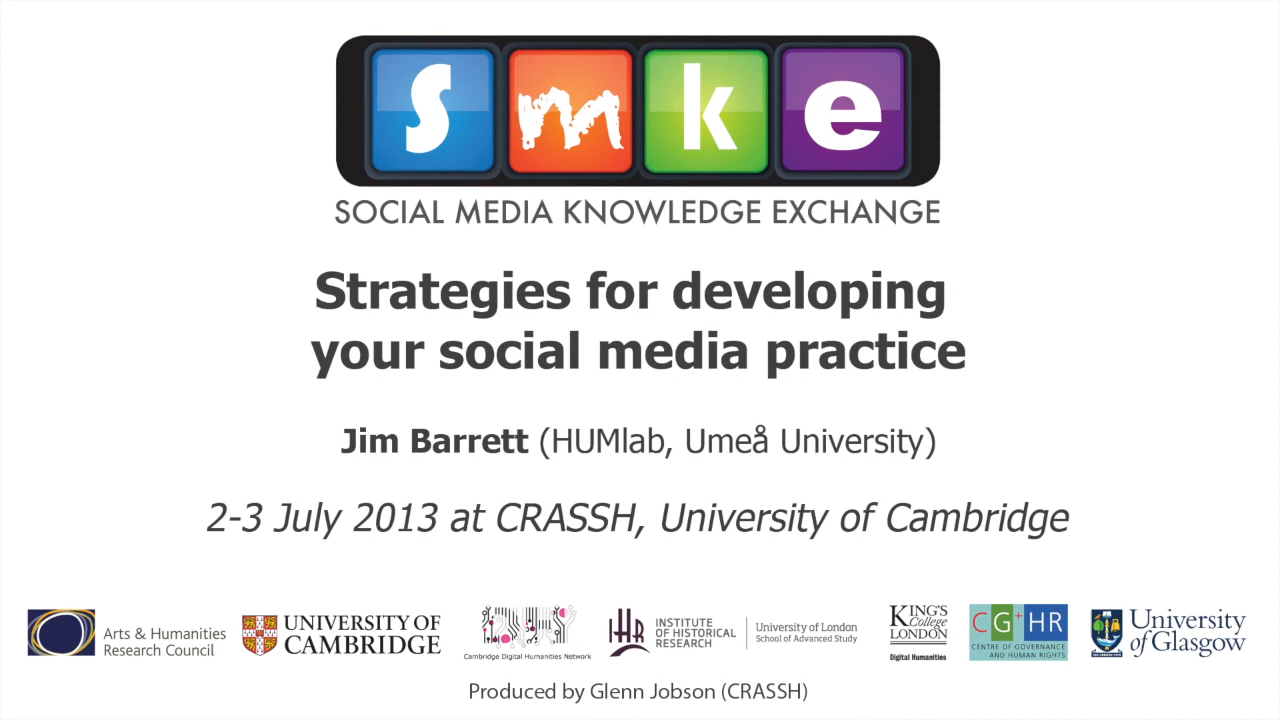 smke
SOCIAL MEDIA KNOWLEDGE EXCHANGE
Strategies for developing
your social media practice
Jim Barrett (HUMlab, Umeå University)
2-3 July 2013 at CRASSH, University of Cambridge
Arts & Humanities
Research Council
UNIVERSITY OF
CAMBRIDGE
Cambridge Digital Humanities Network
IHR
INSTITUTE
OF HISTORICAL
RESEARCH
University of London
School of Advanced Study
KING'S
College
LONDON
Digital Humanities
CG+HR
CENTRE OF GOVERNANCE
AND HUMAN RIGHTS
University
of Glasgow
Produced by Glenn Jobson (CRASSH)